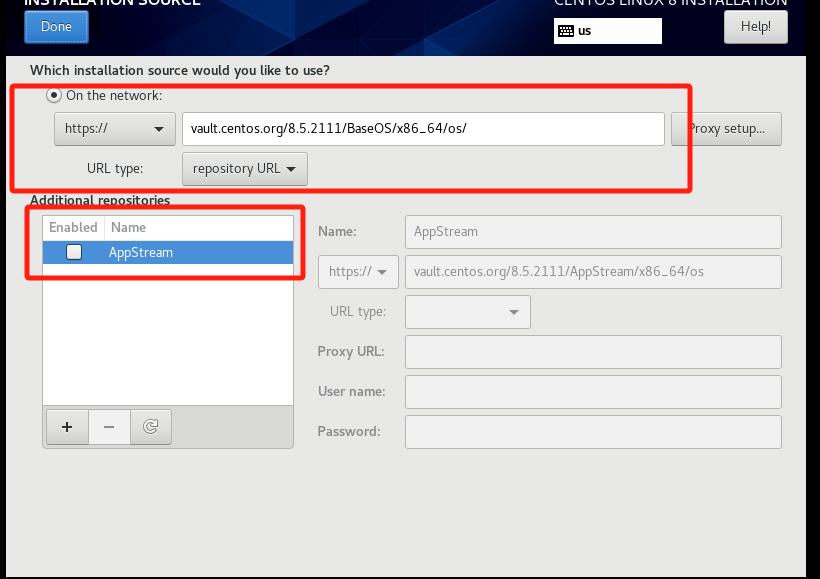 INSTALLATION SOURCE
CENTOS LINUX 8 INSTALLATION
Done
us
Help!
Which installation source would you like to use?
On the network:
https://
vault.centos.org/8.5.2111/BaseOS/x86_64/os/
Proxy setup...
URL type:
repository URL
Additional repositories
Enabled
Name
AppStream
Name:
AppStream
https://
vault.centos.org/8.5.2111/AppStream/x86_64/os
URL type:
Proxy URL:
User name:
Password: